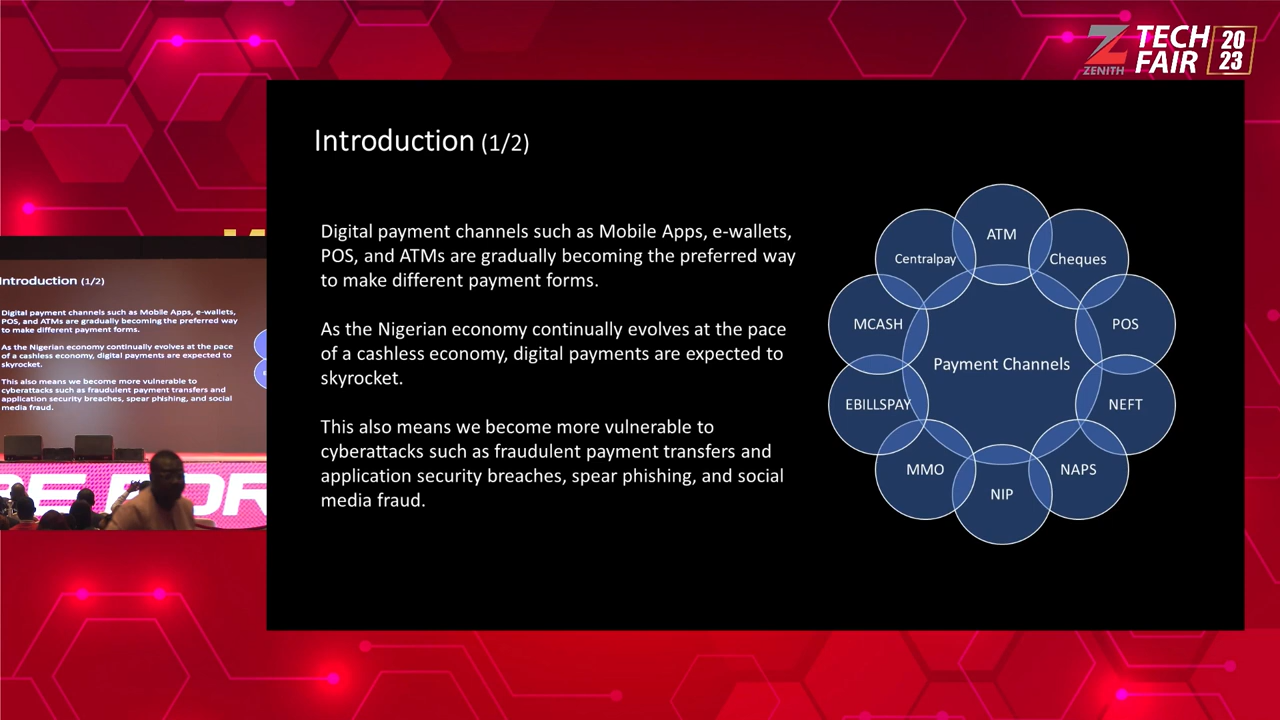 ZENITH
TECH
FAIR
20
23
Introduction (1/2)
Digital payment channels such as Mobile Apps, e-wallets,
POS, and ATMs are gradually becoming the preferred way
to make different payment forms.
As the Nigerian economy continually evolves at the pace
of a cashless economy, digital payments are expected to
skyrocket.
This also means we become more vulnerable to
cyberattacks such as fraudulent payment transfers and
application security breaches, spear phishing, and social
media fraud.
Payment Channels
ATM
Cheques
POS
NEFT
NAPS
NIP
MMO
EBILLSPAY
MCASH
Centralpay
Introduction (1/2)
Digital payment channels such as Mobile Apps, e-wallets,
POS, and ATMs are gradually becoming the preferred way
to make different payment forms.
As the Nigerian economy continually evolves at the pace
of a cashless economy, digital payments are expected to
skyrocket.
This also means we become more vulnerable to
cyberattacks such as fraudulent payment transfers and
application security breaches, spear phishing, and social
media fraud.